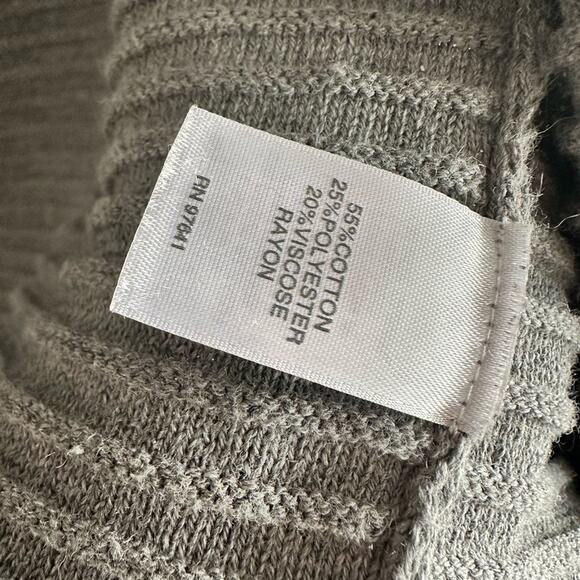 55%COTTON
25%POLYESTER
20%VISCOSE
RAYON
RN 97641